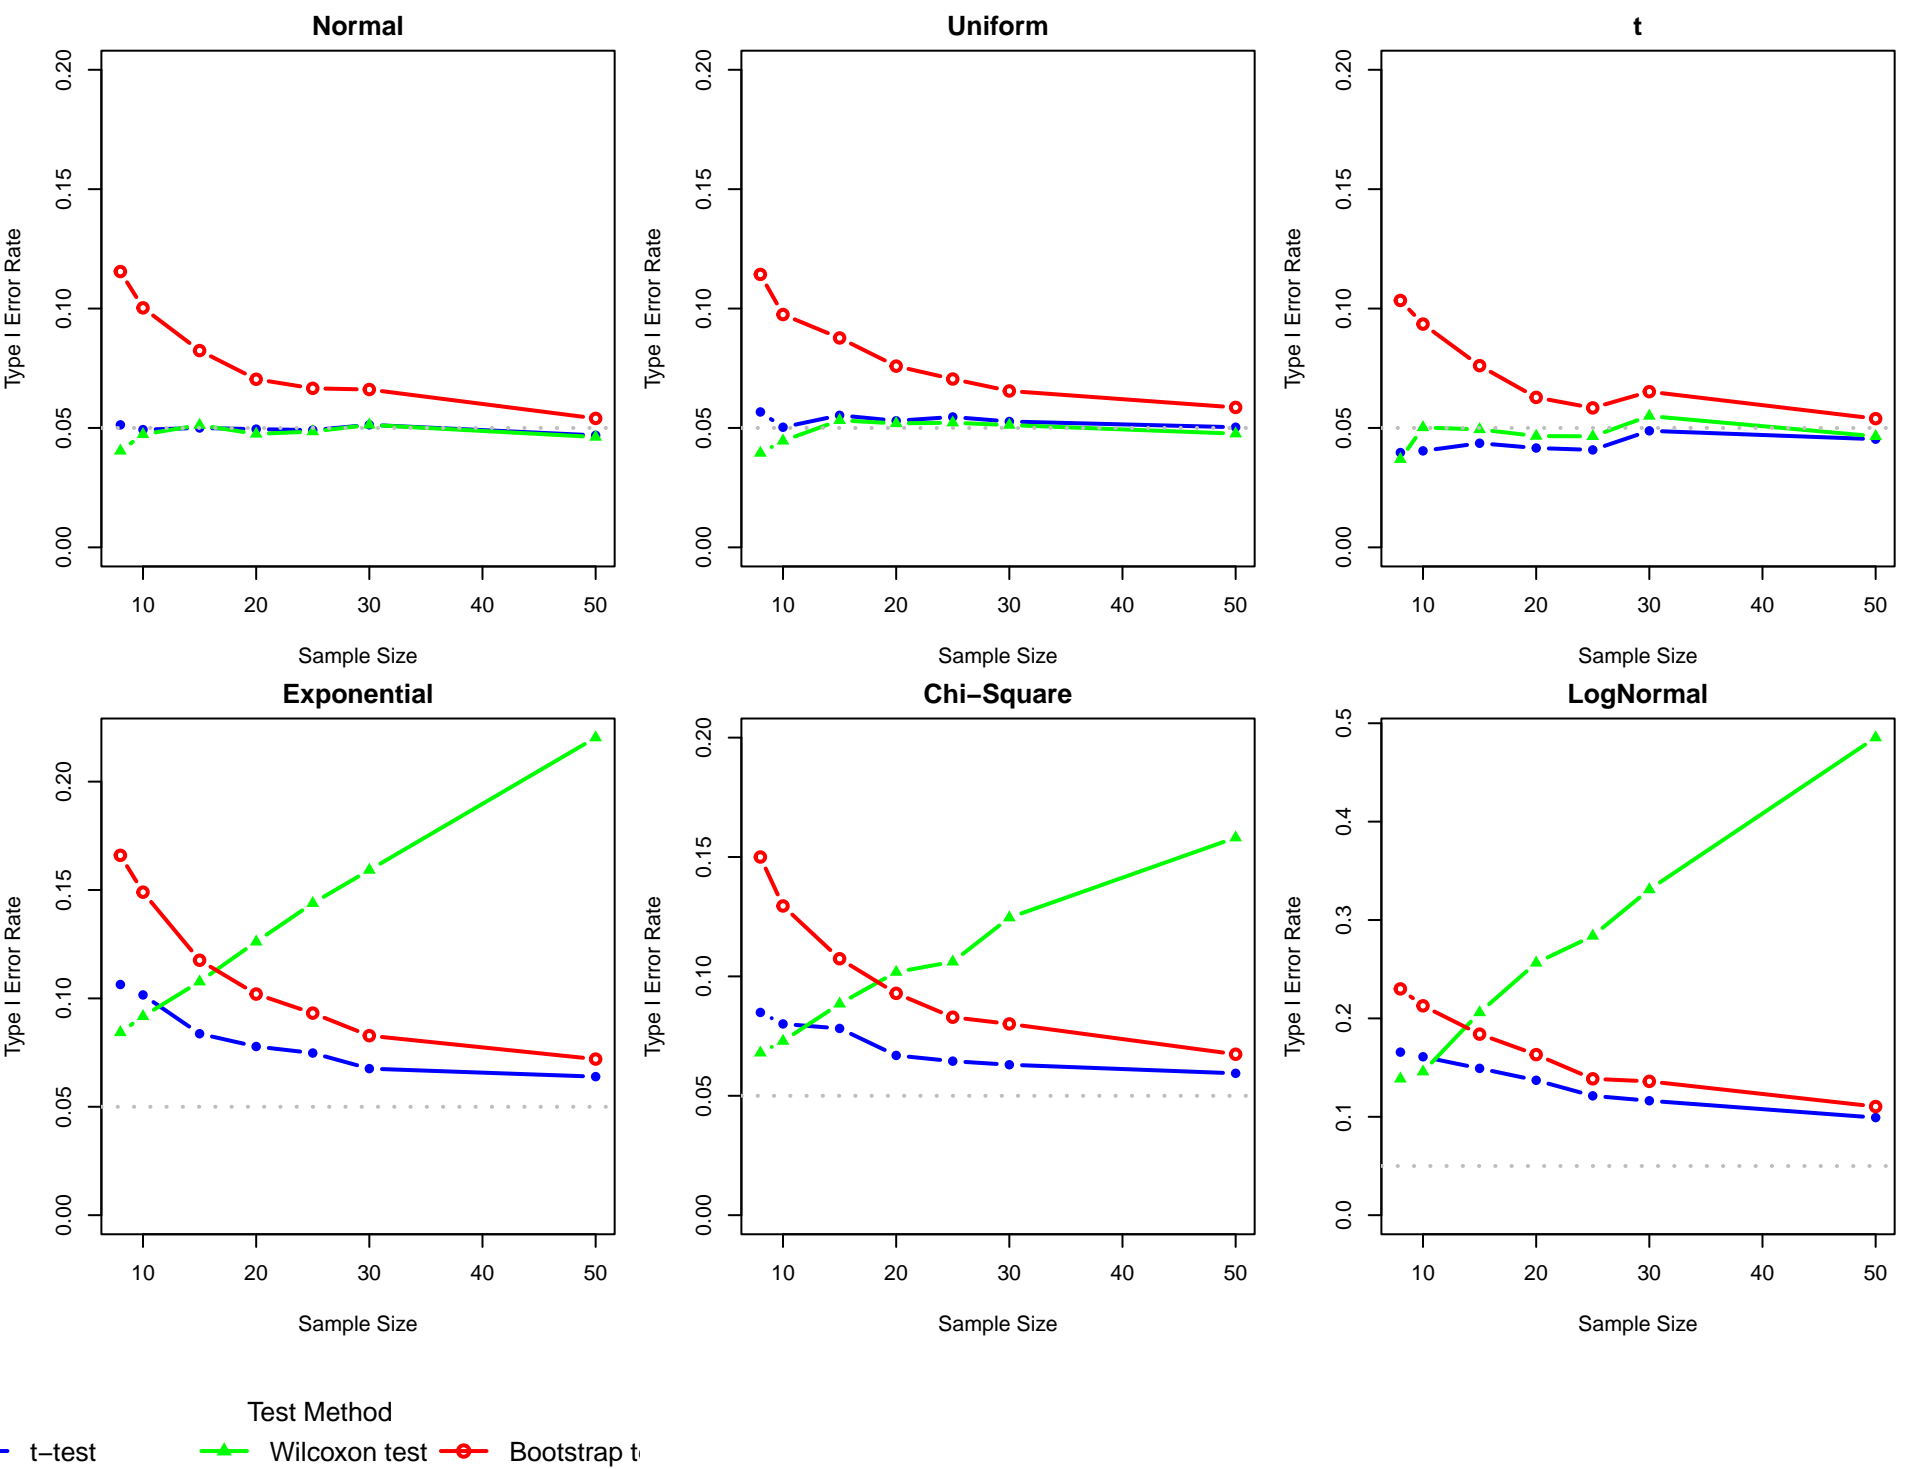 Normal
Uniform
t
0.20
0.15
0.10
0.05
0.00
Type I Error Rate
10 20 30 40 50
Sample Size
0.20
0.15
0.10
0.05
0.00
Type I Error Rate
10 20 30 40 50
Sample Size
0.20
0.15
0.10
0.05
0.00
Type I Error Rate
10 20 30 40 50
Sample Size
Exponential
Chi−Square
LogNormal
0.20
0.15
0.10
0.05
0.00
Type I Error Rate
10 20 30 40 50
Sample Size
0.20
0.15
0.10
0.05
0.00
Type I Error Rate
10 20 30 40 50
Sample Size
0.5
0.4
0.3
0.2
0.1
0.0
Type I Error Rate
10 20 30 40 50
Sample Size
Test Method
t−test
Wilcoxon test
Bootstrap